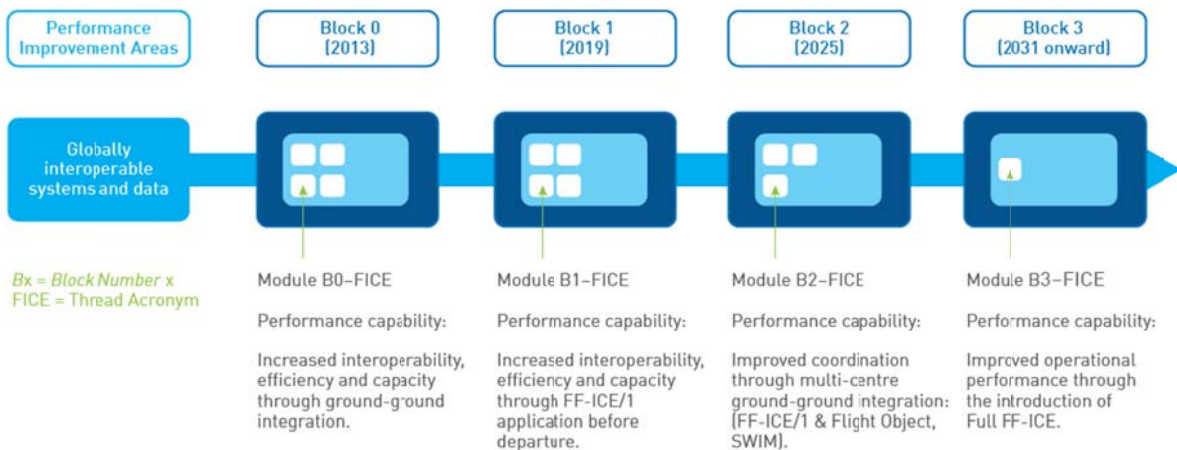 Performance
Improvement Areas
Block 0
(2013)
Block 1
(2019)
Block 2
(2025)
Block 3
(2031 onward)
Globally
interoperable
systems and data
Bx = Block Number x
FICE = Thread Acronym
Module B0–FICE
Performance capability:
Increased interoperability,
efficiency and capacity
through ground-ground
integration.
Module B1–FICE
Performance capability:
Increased interoperability,
efficiency and capacity
through FF-ICE/1
application before
departure.
Module B2–FICE
Performance capability:
Improved coordination
through multi-centre
ground-ground integration:
(FF-ICE/1 & Flight Object,
SWIM).
Module B3–FICE
Performance capability:
Improved operational
performance through
the introduction of
Full FF-ICE.